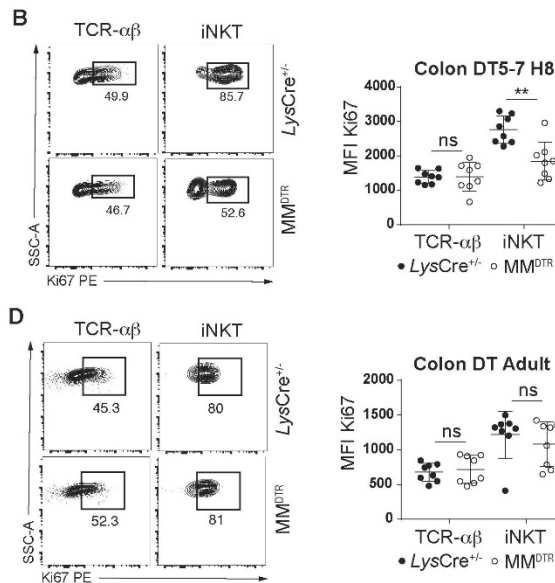 B
TCR-αβ iNKT
49.9 85.7
LysCre+/-
46.7 52.6
MMDTR
SSC-A
Ki67 PE
Colon DT5-7 H8
MFI Ki67
4000
3000
2000
1000
0
ns
**
TCR-αβ iNKT
● LysCre+/- ○ MMDTR
D
TCR-αβ iNKT
45.3 80
LysCre+/-
52.3 81
MMDTR
SSC-A
Ki67 PE
Colon DT Adult
MFI Ki67
2000
1500
1000
500
0
ns
ns
TCR-αβ iNKT
● LysCre+/- ○ MMDTR